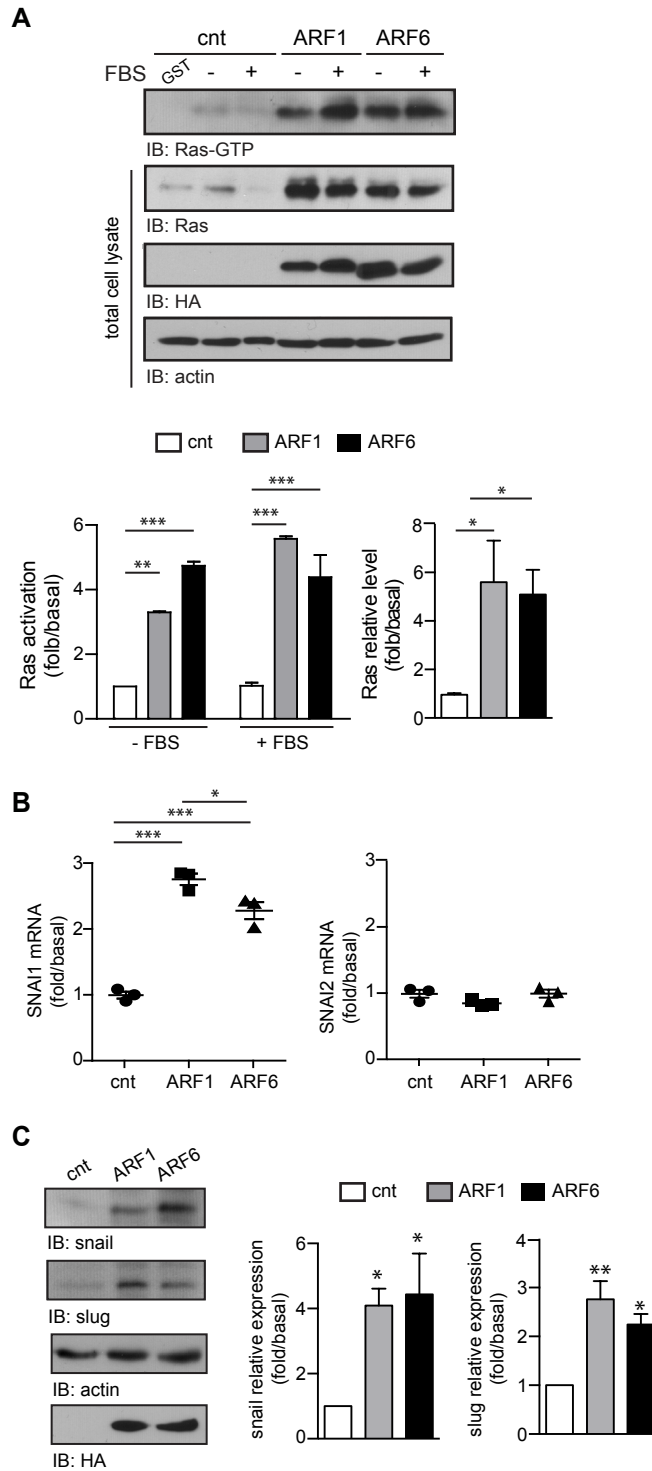 A
cnt ARF1 ARF6
FBS GST - + - + - +
IB: Ras-GTP
total cell lysate
IB: Ras
IB: HA
IB: actin
cnt ARF1 ARF6
Ras activation
(folb/basal)
6
4
2
0
*** ** *** ***
- FBS + FBS
Ras relative level
(folb/basal)
8
6
4
2
0
* *
B
SNAI1 mRNA
(fold/basal)
3
2
1
0
* *** ***
cnt ARF1 ARF6
SNAI2 mRNA
(fold/basal)
3
2
1
0
cnt ARF1 ARF6
C
cnt ARF1 ARF6
IB: snail
IB: slug
IB: actin
IB: HA
cnt ARF1 ARF6
snail relative expression
(fold/basal)
6
4
2
0
* *
slug relative expression
(fold/basal)
4
3
2
1
0
** *